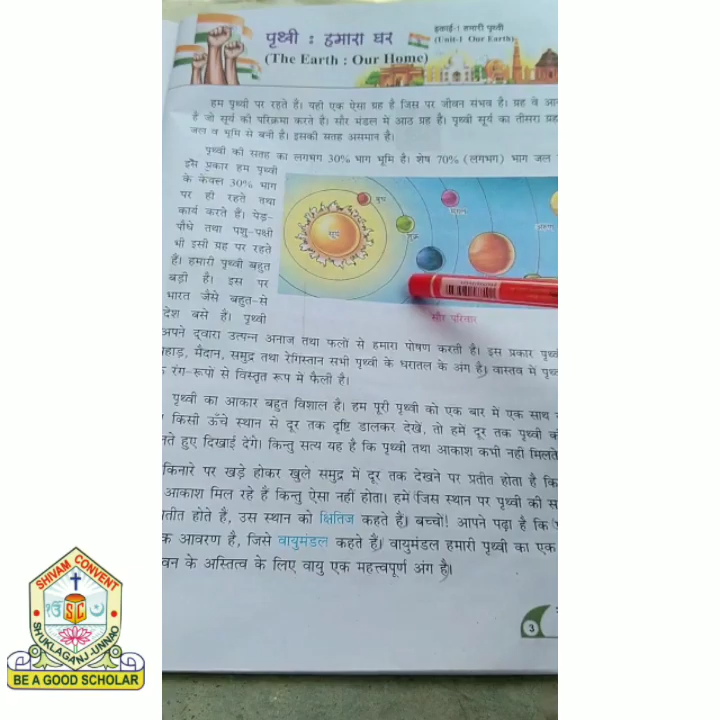 इकाई-1 हमारी पृथ्वी
पृथ्वी : हमारा घर
(Unit-1 Our Earth)
(The Earth : Our Home)
हम पृथ्वी पर रहते हैं। यही एक ऐसा ग्रह है जिस पर जीवन संभव है। ग्रह वे
है जो सूर्य की परिक्रमा करते हैं। सौर मंडल में आठ ग्रह हैं। पृथ्वी सूर्य का तीसरा ग्रह
जल व भूमि से बनी है। इसकी सतह असमान है।
पृथ्वी की सतह का लगभग 30% भाग भूमि है। शेष 70% (लगभग) भाग जल
इस प्रकार हम पृथ्वी
के केवल 30% भाग
पर ही रहते तथा
कार्य करते हैं। पेड़-
पौधे तथा पशु-पक्षी
भी इसी ग्रह पर रहते
हैं। हमारी पृथ्वी बहुत
बड़ी है। इस पर
भारत जैसे बहुत-से
देश बसे हैं। पृथ्वी
सूर्य
बुध
शुक्र
मंगल
अरुण
सौर परिवार
अपने द्वारा उत्पन्न अनाज तथा फलों से हमारा पोषण करती है। इस प्रकार
पहाड़, मैदान, समुद्र तथा रेगिस्तान सभी पृथ्वी के धरातल के अंग हैं। वास्तव में
रंग-रूपों से विस्तृत रूप में फैली है।
पृथ्वी का आकार बहुत विशाल है। हम पूरी पृथ्वी को एक बार में एक साथ
किसी ऊँचे स्थान से दूर तक दृष्टि डालकर देखें, तो हमें दूर तक पृथ्वी
हुए दिखाई देंगे। किन्तु सत्य यह है कि पृथ्वी तथा आकाश कभी नहीं मिलते
किनारे पर खड़े होकर खुले समुद्र में दूर तक देखने पर प्रतीत होता है कि
आकाश मिल रहे हैं किन्तु ऐसा नहीं होता। हमें जिस स्थान पर पृथ्वी की
होते है, उस स्थान को क्षितिज कहते हैं। बच्चों! आपने पढ़ा है कि
आवरण है, जिसे वायुमंडल कहते हैं। वायुमंडल हमारी पृथ्वी का एक
के अस्तित्व के लिए वायु एक महत्त्वपूर्ण अंग है।
3
SHIVAM CONVENT
SC
SHUKLAGANJ-UNNAO
BE A GOOD SCHOLAR